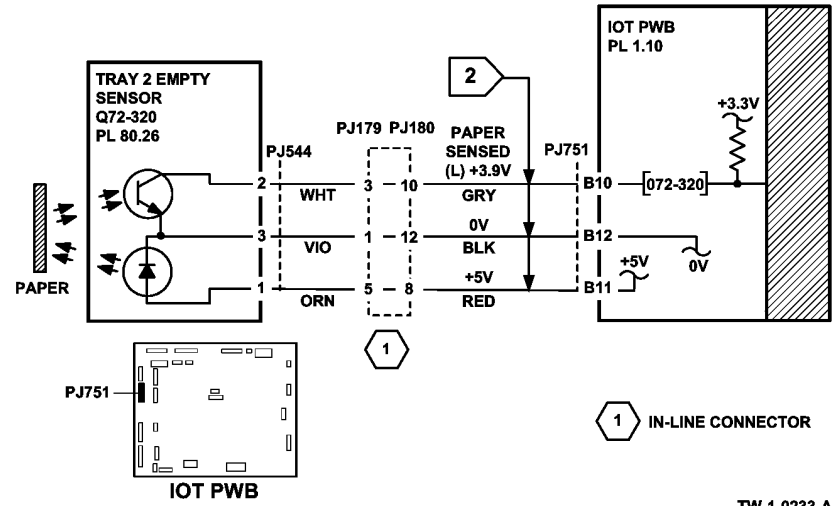 IOT PWB
PL 1.10
TRAY 2 EMPTY
SENSOR
Q72-320
PL 80.26
2
+3.3V
PJ544
PJ179 PJ180
PAPER
SENSED
(L) +3.9V
PJ751
2
WHT
3
10
GRY
B10
[072-320]
3
VIO
1
12
0V
BLK
B12
0V
1
ORN
5
8
+5V
RED
B11
+5V
PAPER
1
PJ751
IOT PWB
1 IN-LINE CONNECTOR